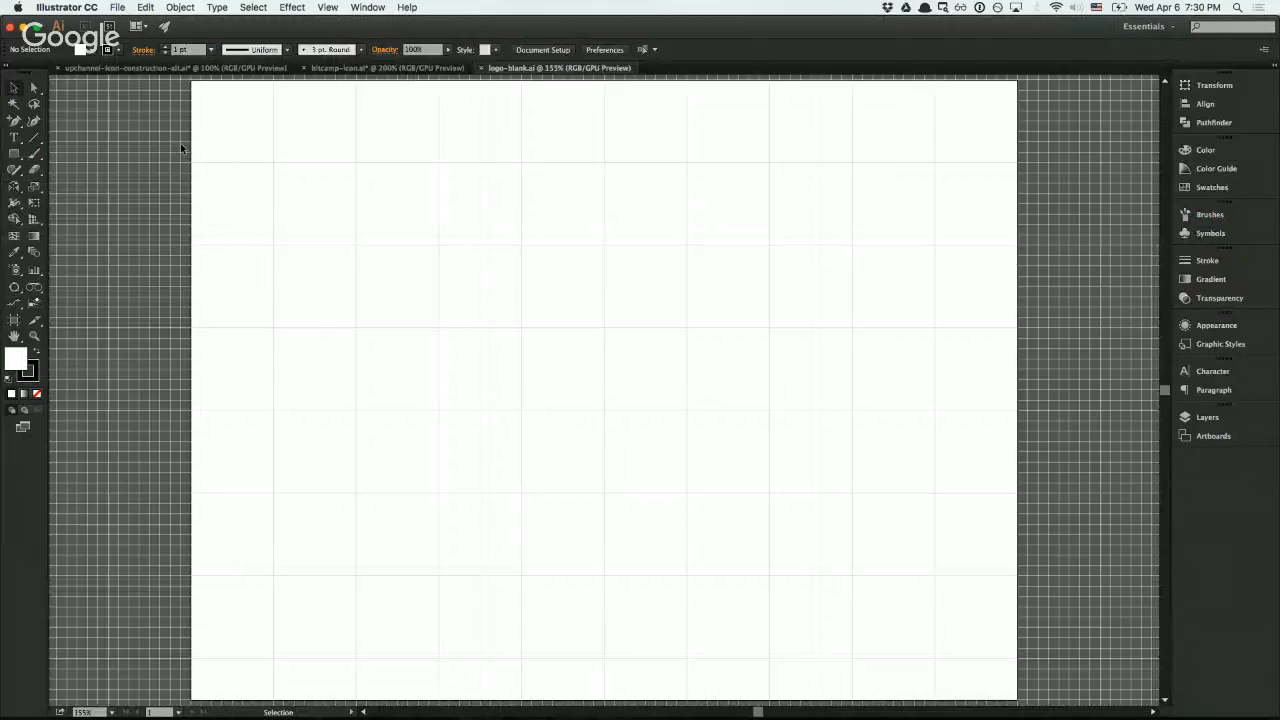 Illustrator CC File Edit Object Type Select Effect View Window Help Wed Apr 6 7:30 PM
Google
Ai
Essentials
No Selection Stroke: 1 pt Uniform 3 pt. Round Opacity: 100% Style: Document Setup Preferences
× upchannel-icon-construction-alt.ai* @ 100% (RGB/GPU Preview) × bitcamp-icon.ai* @ 200% (RGB/GPU Preview) × logo-blank.ai @ 153% (RGB/GPU Preview)
Transform
Align
Pathfinder
Color
Color Guide
Swatches
Brushes
Symbols
Stroke
Gradient
Transparency
Appearance
Graphic Styles
Character
Paragraph
Layers
Artboards
1 Selection